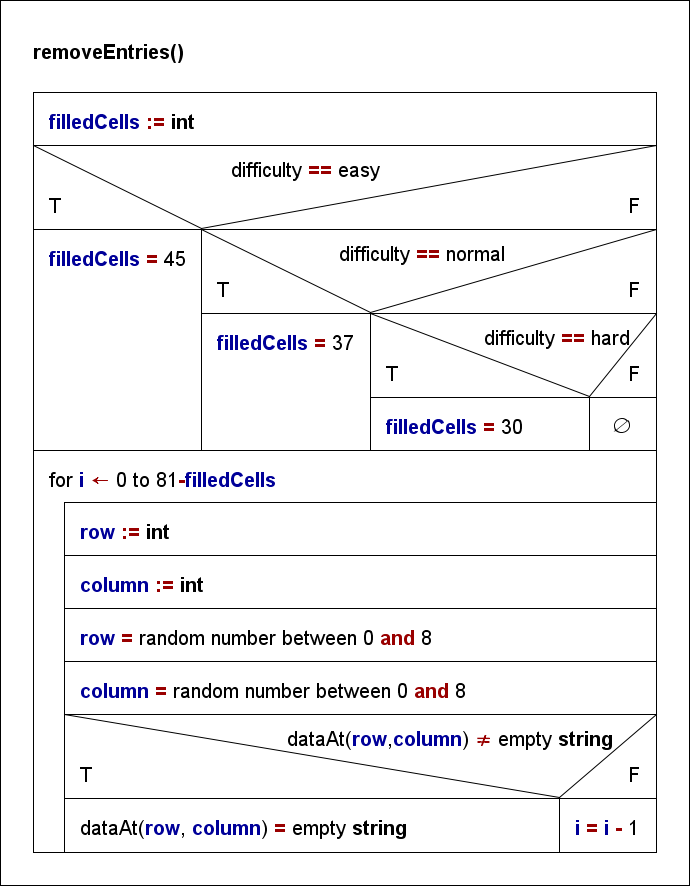 removeEntries()
filledCells := int
difficulty == easy
T F
filledCells = 45
difficulty == normal
T F
filledCells = 37
difficulty == hard
T F
filledCells = 30
∅
for i ← 0 to 81-filledCells
row := int
column := int
row = random number between 0 and 8
column = random number between 0 and 8
dataAt(row,column) ≠ empty string
T F
dataAt(row, column) = empty string
i = i - 1